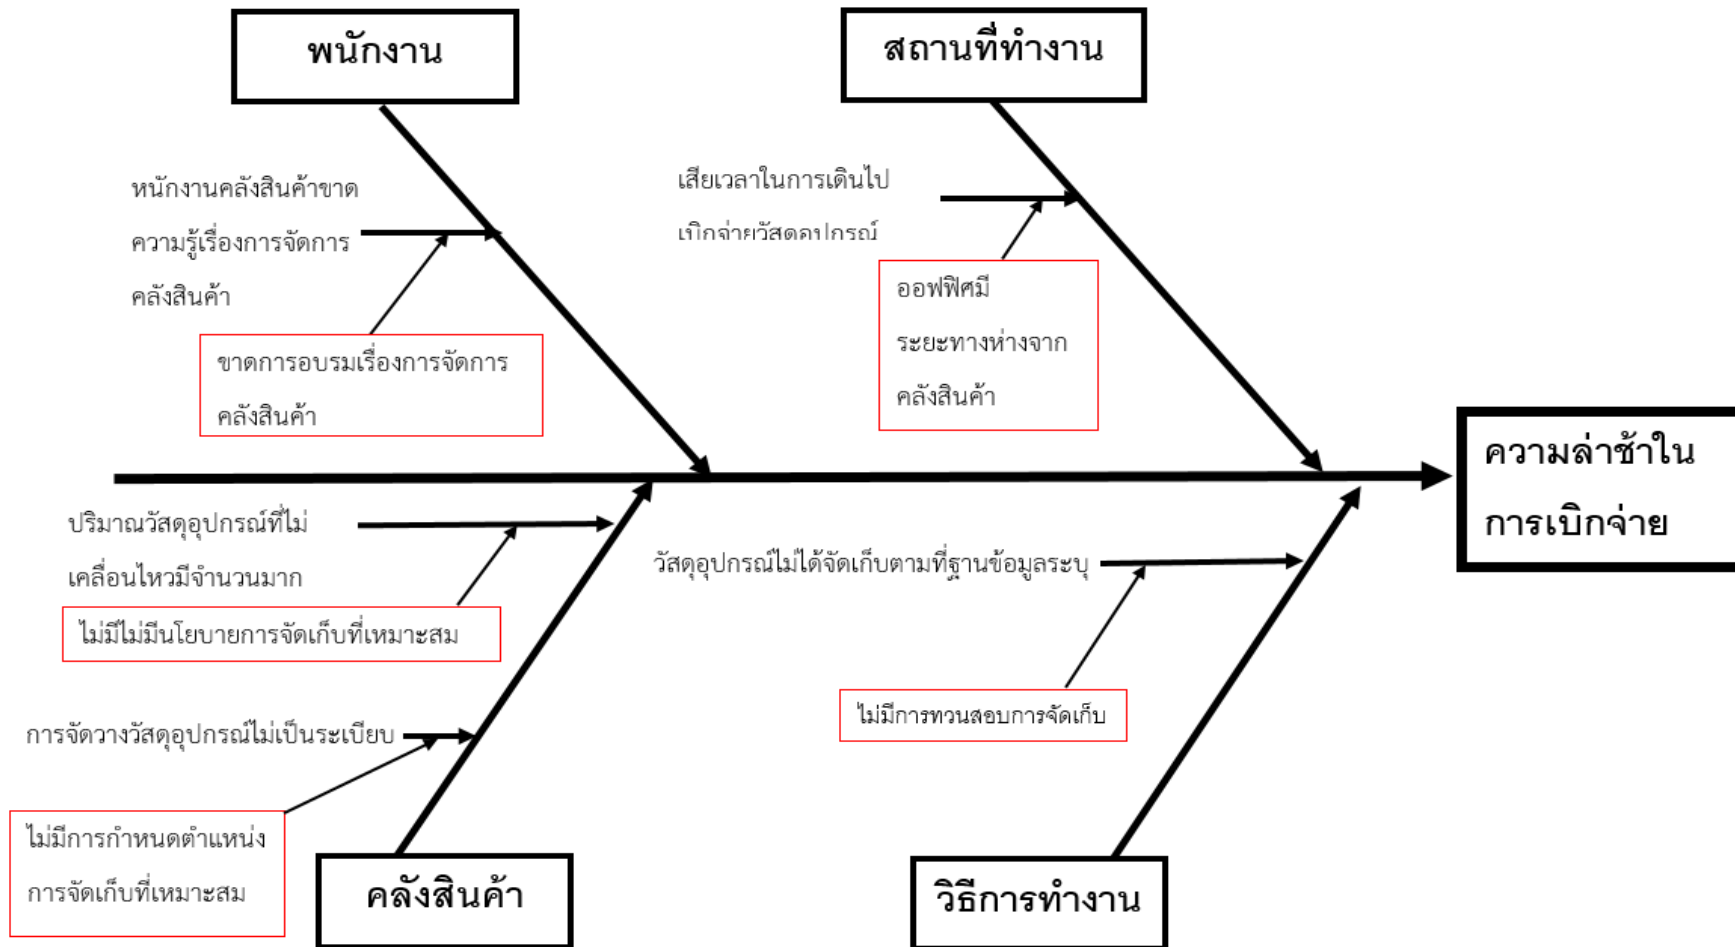 พนักงาน
สถานที่ทำงาน
หนักงานคลังสินค้าขาด
ความรู้เรื่องการจัดการ
คลังสินค้า
ขาดการอบรมเรื่องการจัดการ
คลังสินค้า
เสียเวลาในการเดินไป
เบิกจ่ายวัสดุอุปกรณ์
ออฟฟิศมี
ระยะทางห่างจาก
คลังสินค้า
ความล่าช้าใน
การเบิกจ่าย
ปริมาณวัสดุอุปกรณ์ที่ไม่
เคลื่อนไหวมีจำนวนมาก
ไม่มีไม่มีนโยบายการจัดเก็บที่เหมาะสม
การจัดวางวัสดุอุปกรณ์ไม่เป็นระเบียบ
ไม่มีการกำหนดตำแหน่ง
การจัดเก็บที่เหมาะสม
วัสดุอุปกรณ์ไม่ได้จัดเก็บตามที่ฐานข้อมูลระบุ
ไม่มีการทวนสอบการจัดเก็บ
คลังสินค้า
วิธีการทำงาน